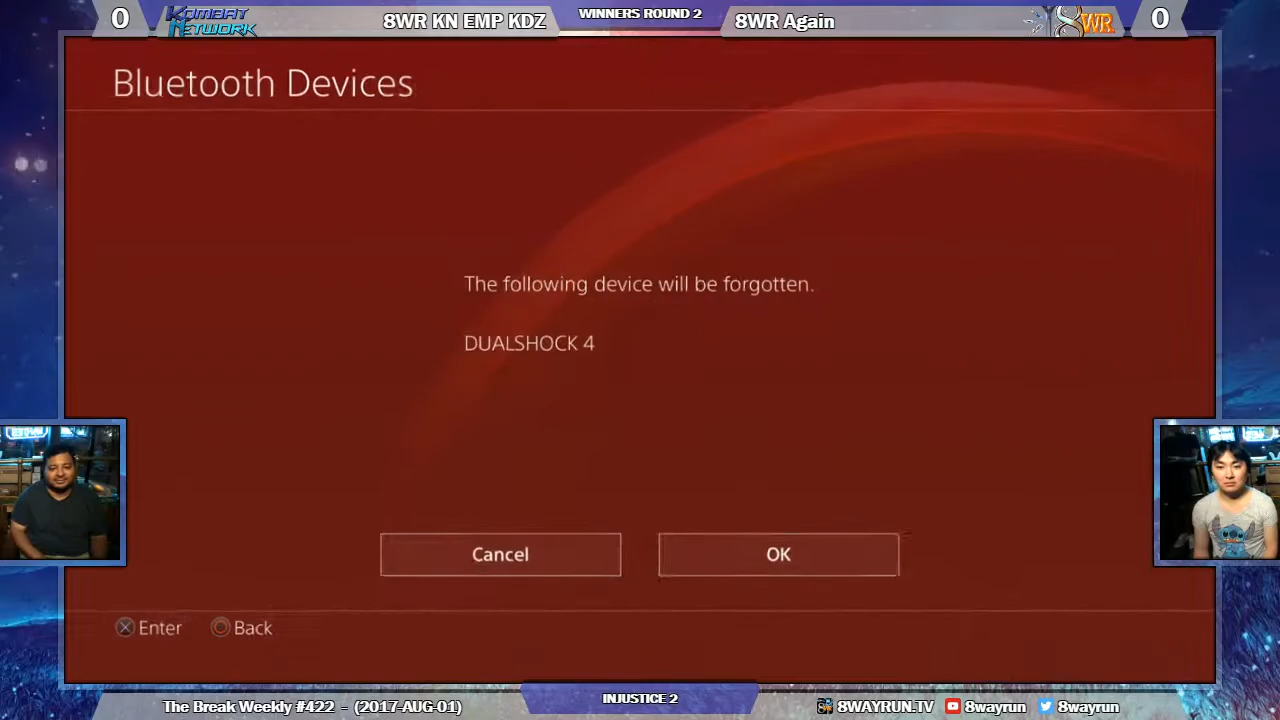 0
KOMBAT NETWORK
8WR KN EMP KDZ
WINNERS ROUND 2
8WR Again
8WR
0
Bluetooth Devices
The following device will be forgotten.
DUALSHOCK 4
Cancel
OK
Enter
Back
The Break Weekly #422 - (2017-AUG-01)
INJUSTICE 2
8WAYRUN.TV
8wayrun
8wayrun